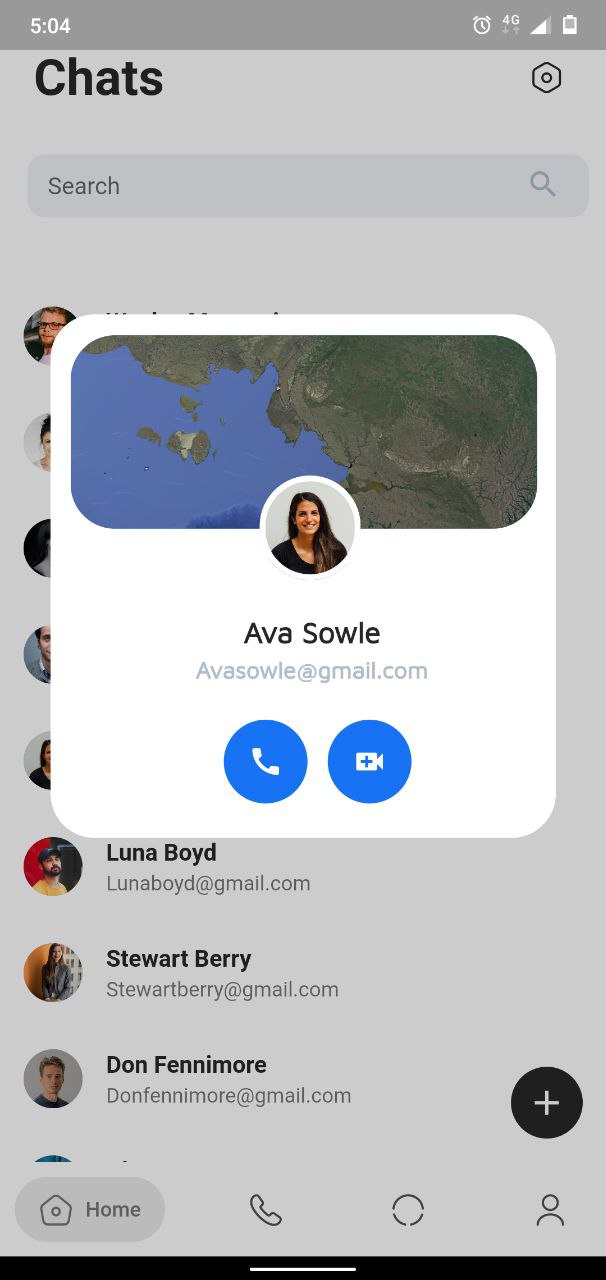 5:04
4G
Chats
Search
Ava Sowle
Avasowle@gmail.com
Luna Boyd
Lunaboyd@gmail.com
Stewart Berry
Stewartberry@gmail.com
Don Fennimore
Donfennimore@gmail.com
Home